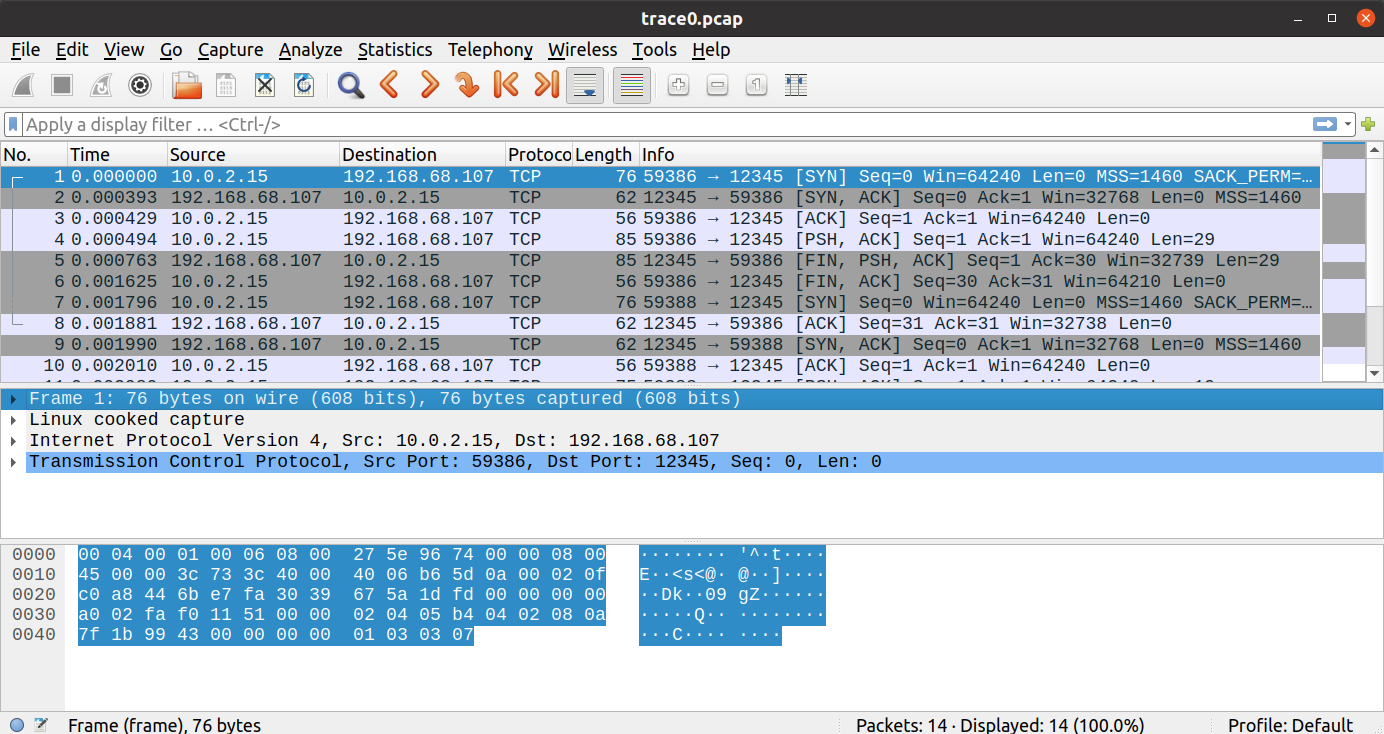 trace0.pcap
File Edit View Go Capture Analyze Statistics Telephony Wireless Tools Help
Apply a display filter … <Ctrl-/>
No. Time Source Destination Protoco Length Info
1 0.000000 10.0.2.15 192.168.68.107 TCP 76 59386 → 12345 [SYN] Seq=0 Win=64240 Len=0 MSS=1460 SACK_PERM=…
2 0.000393 192.168.68.107 10.0.2.15 TCP 62 12345 → 59386 [SYN, ACK] Seq=0 Ack=1 Win=32768 Len=0 MSS=1460
3 0.000429 10.0.2.15 192.168.68.107 TCP 56 59386 → 12345 [ACK] Seq=1 Ack=1 Win=64240 Len=0
4 0.000494 10.0.2.15 192.168.68.107 TCP 85 59386 → 12345 [PSH, ACK] Seq=1 Ack=1 Win=64240 Len=29
5 0.000763 192.168.68.107 10.0.2.15 TCP 85 12345 → 59386 [FIN, PSH, ACK] Seq=1 Ack=30 Win=32739 Len=29
6 0.001625 10.0.2.15 192.168.68.107 TCP 56 59386 → 12345 [FIN, ACK] Seq=30 Ack=31 Win=64210 Len=0
7 0.001796 10.0.2.15 192.168.68.107 TCP 76 59388 → 12345 [SYN] Seq=0 Win=64240 Len=0 MSS=1460 SACK_PERM=…
8 0.001881 192.168.68.107 10.0.2.15 TCP 62 12345 → 59386 [ACK] Seq=31 Ack=31 Win=32738 Len=0
9 0.001990 192.168.68.107 10.0.2.15 TCP 62 12345 → 59388 [SYN, ACK] Seq=0 Ack=1 Win=32768 Len=0 MSS=1460
10 0.002010 10.0.2.15 192.168.68.107 TCP 56 59388 → 12345 [ACK] Seq=1 Ack=1 Win=64240 Len=0
Frame 1: 76 bytes on wire (608 bits), 76 bytes captured (608 bits)
Linux cooked capture
Internet Protocol Version 4, Src: 10.0.2.15, Dst: 192.168.68.107
Transmission Control Protocol, Src Port: 59386, Dst Port: 12345, Seq: 0, Len: 0
0000 00 04 00 01 00 06 08 00 27 5e 96 74 00 00 08 00 ········ '^·t····
0010 45 00 00 3c 73 3c 40 00 40 06 b6 5d 0a 00 02 0f E··<s<@· @··]····
0020 c0 a8 44 6b e7 fa 30 39 67 5a 1d fd 00 00 00 00 ··Dk··09 gZ······
0030 a0 02 fa f0 11 51 00 00 02 04 05 b4 04 02 08 0a ·····Q·· ········
0040 7f 1b 99 43 00 00 00 00 01 03 03 07 ···C···· ····
Frame (frame), 76 bytes Packets: 14 · Displayed: 14 (100.0%) Profile: Default